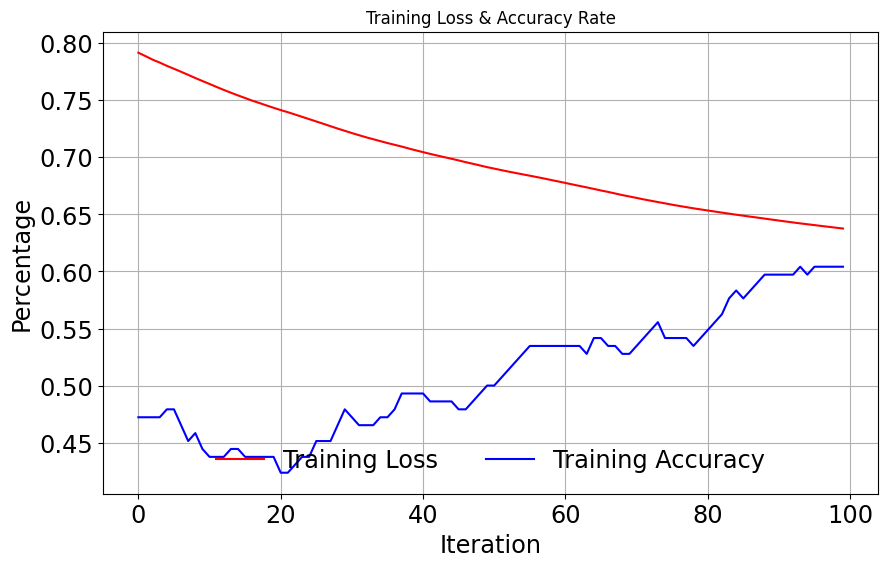 Training Loss & Accuracy Rate
0.80
0.75
0.70
0.65
0.60
0.55
0.50
0.45
Percentage
Training Loss Training Accuracy
0 20 40 60 80 100
Iteration